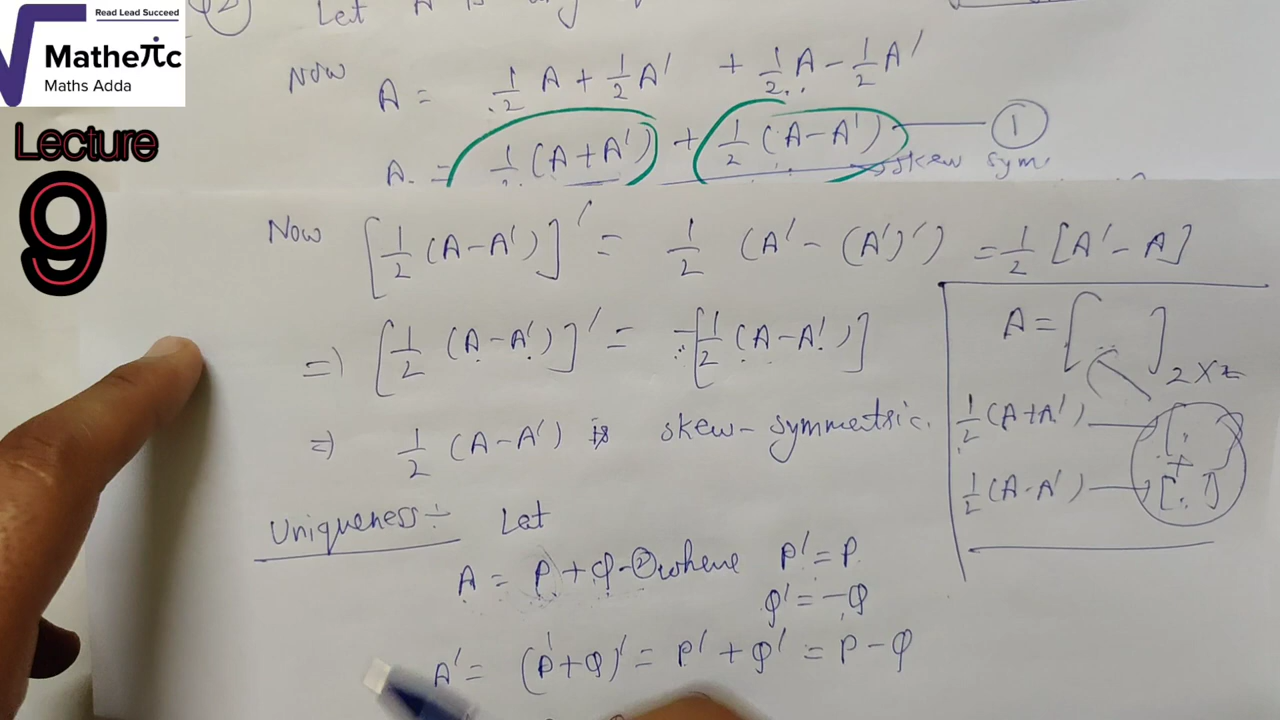 Read Lead Succeed
Matheπc
Maths Adda
Lecture
9
Let A is any
Now A = 1/2 A + 1/2 A' + 1/2 A - 1/2 A'
A = 1/2 (A + A') + 1/2 (A - A') — ①
skew sym.
Now [1/2 (A - A')]' = 1/2 (A' - (A')') = 1/2 [A' - A]
⇒ [1/2 (A - A')]' = -[1/2 (A - A')]
⇒ 1/2 (A - A') is skew-symmetric.
Uniqueness :- Let
A = P + Q - ② where P' = P
Q' = -Q
A' = (P + Q)' = P' + Q' = P - Q
A = [ .. ] 2×2
1/2 (A + A') — [ .
+
1/2 (A - A') — [ . ]